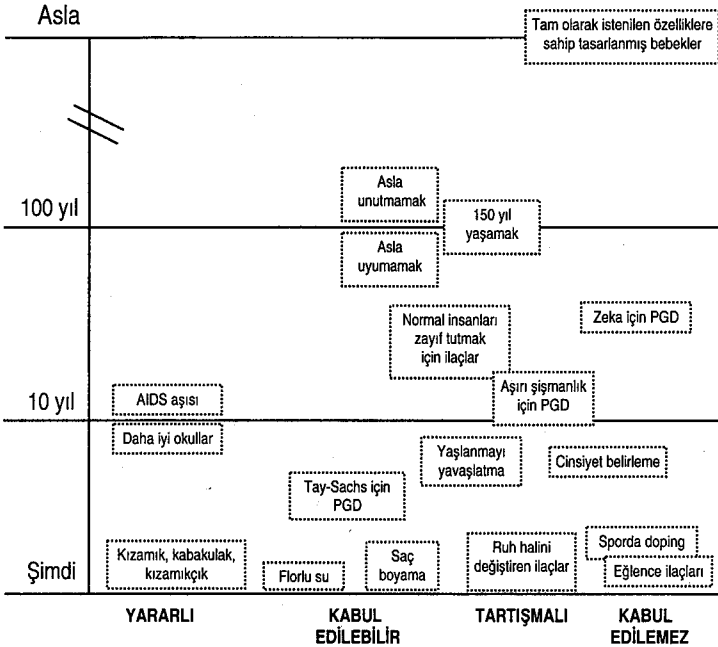 Asla
Tam olarak istenilen özelliklere
sahip tasarlanmış bebekler
Asla
unutmamak
100 yıl
150 yıl
yaşamak
Asla
uyumamak
Normal insanları
zayıf tutmak
için ilaçlar
Zeka için PGD
Aşırı şişmanlık
için PGD
10 yıl
AIDS aşısı
Daha iyi okullar
Yaşlanmayı
yavaşlatma
Cinsiyet belirleme
Tay-Sachs için
PGD
Kızamık, kabakulak,
kızamıkçık
Florlu su
Saç
boyama
Ruh halini
değiştiren ilaçlar
Sporda doping
Eğlence ilaçları
Şimdi
YARARLI
KABUL
EDİLEBİLİR
TARTIŞMALI
KABUL
EDİLEMEZ